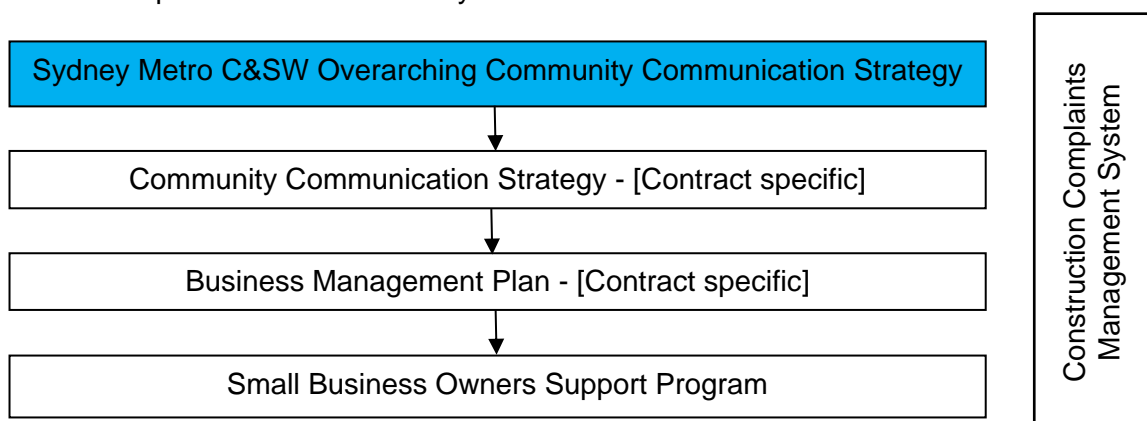 Sydney Metro C&SW Overarching Community Communication Strategy
Community Communication Strategy - [Contract specific]
Business Management Plan - [Contract specific]
Small Business Owners Support Program
Construction Complaints
Management System